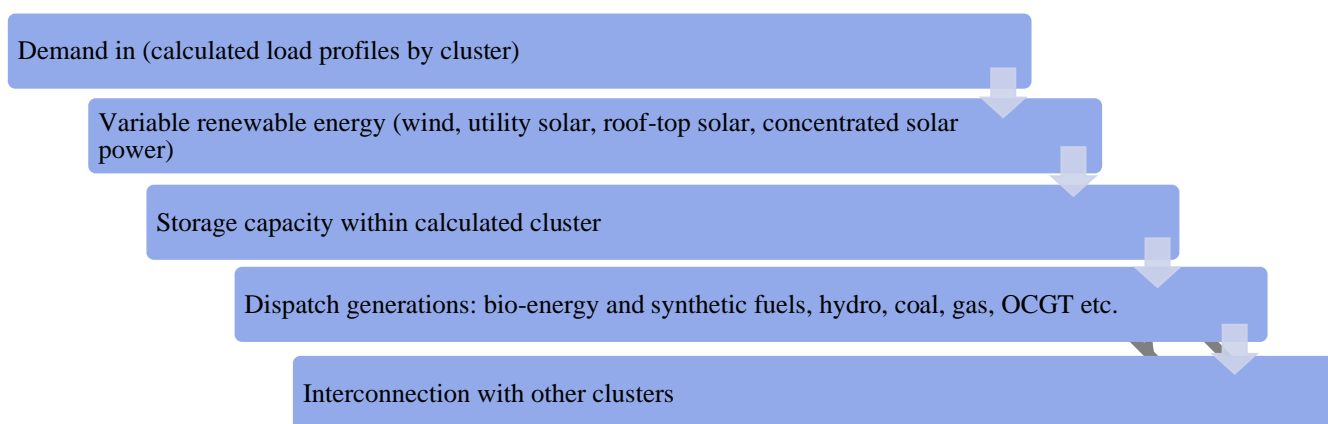 Demand in (calculated load profiles by cluster)
Variable renewable energy (wind, utility solar, roof-top solar, concentrated solar
power)
Storage capacity within calculated cluster
Dispatch generations: bio-energy and synthetic fuels, hydro, coal, gas, OCGT etc.
Interconnection with other clusters